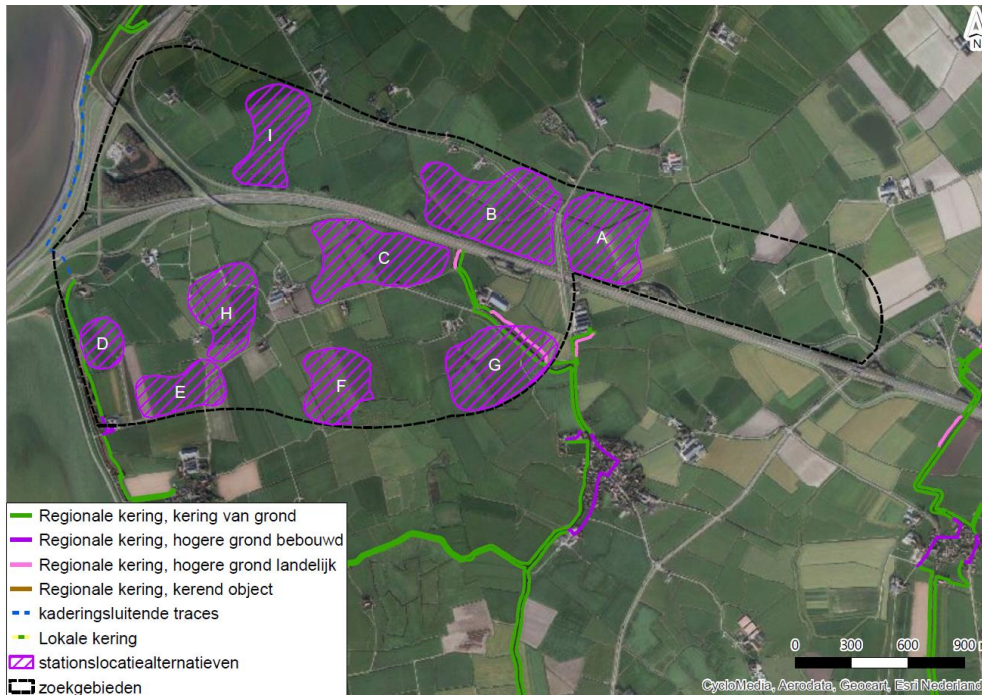 N
I
B
A
C
H
D
G
E
F
Regionale kering, kering van grond
Regionale kering, hogere grond bebouwd
Regionale kering, hogere grond landelijk
Regionale kering, kerend object
kaderingsluitende traces
Lokale kering
stationslocatiealternatieven
zoekgebieden
0 300 600 900 m
CycloMedia, Aerodata, Geocart, Esri Nederland